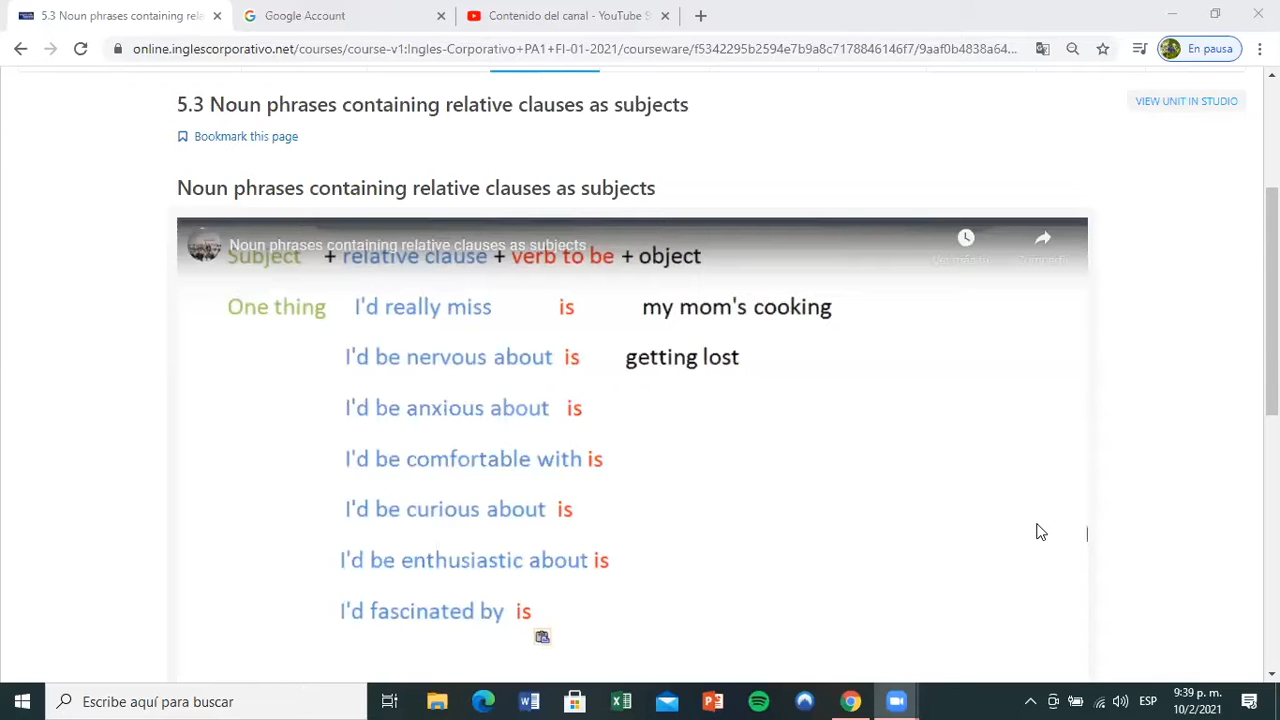 5.3 Noun phrases containing rela
Google Account
Contenido del canal - YouTube S
online.inglescorporativo.net/courses/course-v1:Ingles-Corporativo+PA1+FI-01-2021/courseware/f5342295b2594e7b9a8c7178846146f7/9aaf0b4838a64...
En pausa
5.3 Noun phrases containing relative clauses as subjects
VIEW UNIT IN STUDIO
Bookmark this page
Noun phrases containing relative clauses as subjects
Noun phrases containing relative clauses as subjects
Subject + relative clause + verb to be + object
One thing I'd really miss is my mom's cooking
I'd be nervous about is getting lost
I'd be anxious about is
I'd be comfortable with is
I'd be curious about is
I'd be enthusiastic about is
I'd fascinated by is
Escribe aquí para buscar
ESP
9:39 p. m.
10/2/2021